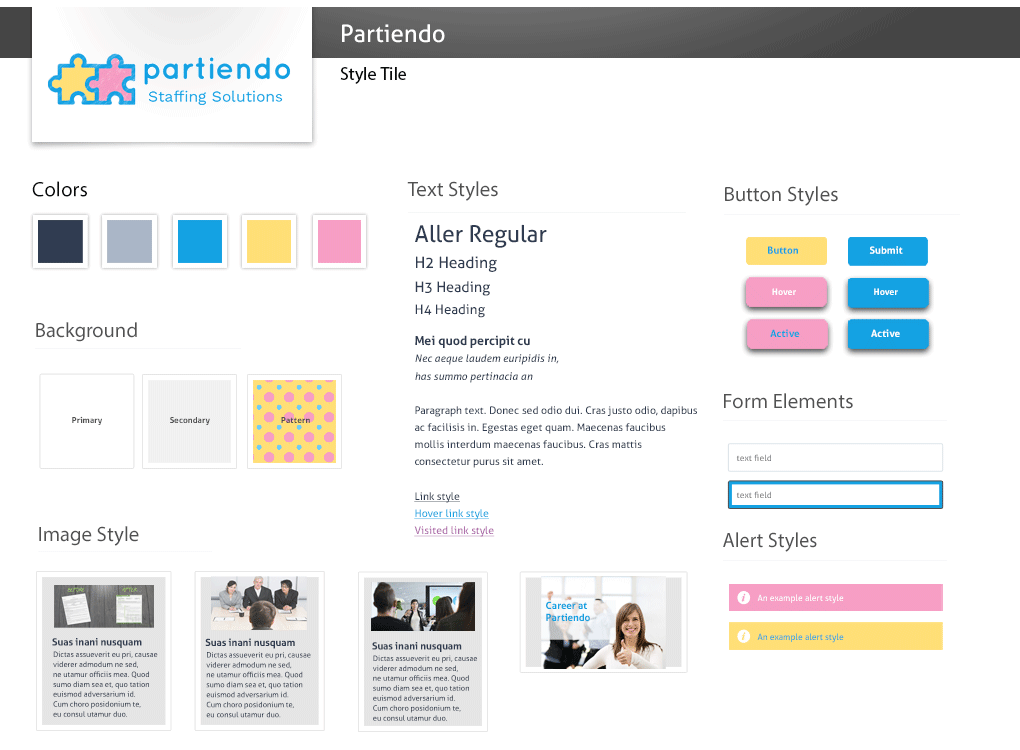 Partiendo
partiendo
Staffing Solutions
Style Tile
Colors
Background
Primary
Secondary
Pattern
Image Style
Suas inani nusquam
Dictas assueverit eu pri, causae
viderer admodum ne sed,
ne utamur officiis mea. Quod
sumo diam sea et, quo tation
euismod adversarium id.
Cum choro posidonium te,
eu consul utamur duo.
Suas inani nusquam
Dictas assueverit eu pri, causae
viderer admodum ne sed,
ne utamur officiis mea. Quod
sumo diam sea et, quo tation
euismod adversarium id.
Cum choro posidonium te,
eu consul utamur duo.
Suas inani nusquam
Dictas assueverit eu pri, causae
viderer admodum ne sed,
ne utamur officiis mea. Quod
sumo diam sea et, quo tation
euismod adversarium id.
Cum choro posidonium te,
eu consul utamur duo.
Career at
Partiendo
Text Styles
Aller Regular
H2 Heading
H3 Heading
H4 Heading
Mei quod percipit cu
Nec aeque laudem euripidis in,
has summo pertinacia an
Paragraph text. Donec sed odio dui. Cras justo odio, dapibus
ac facilisis in. Egestas eget quam. Maecenas faucibus
mollis interdum maecenas faucibus. Cras mattis
consectetur purus sit amet.
Link style
Hover link style
Visited link style
Button Styles
Button
Submit
Hover
Hover
Active
Active
Form Elements
text field
text field
Alert Styles
i An example alert style
i An example alert style